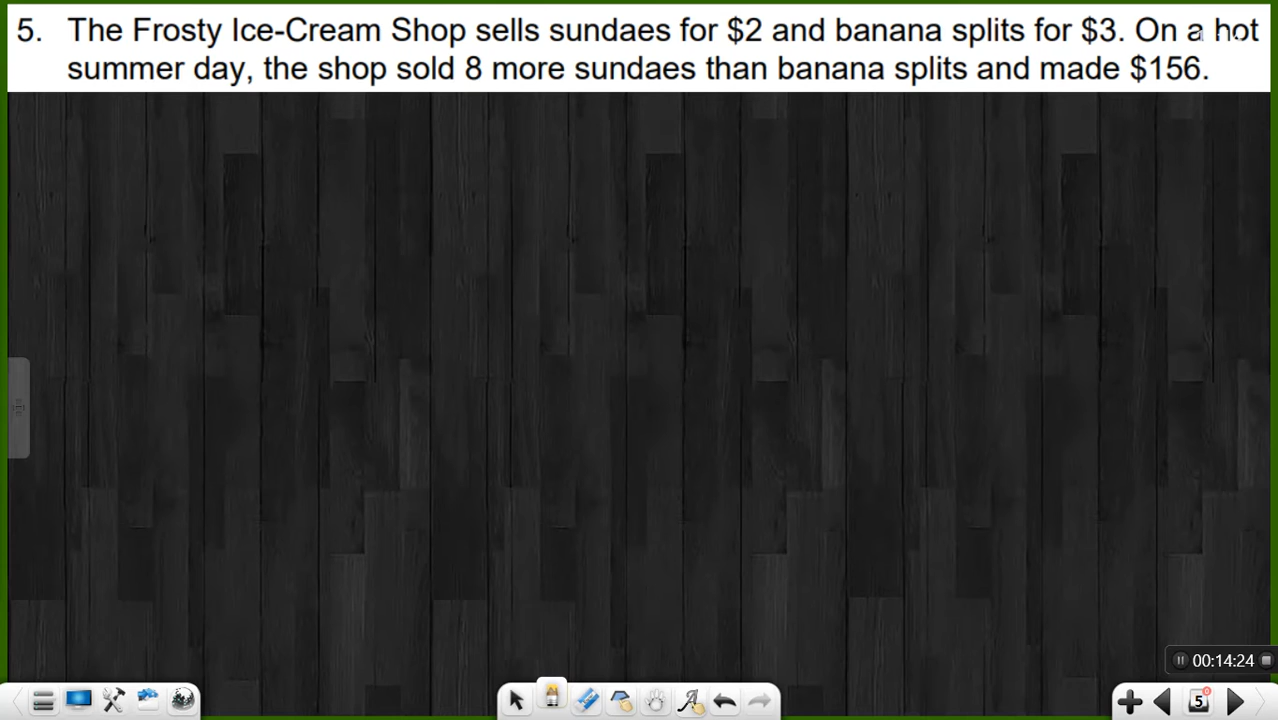 5. The Frosty Ice-Cream Shop sells sundaes for $2 and banana splits for $3. On a hot
summer day, the shop sold 8 more sundaes than banana splits and made $156.
00:14:24
5